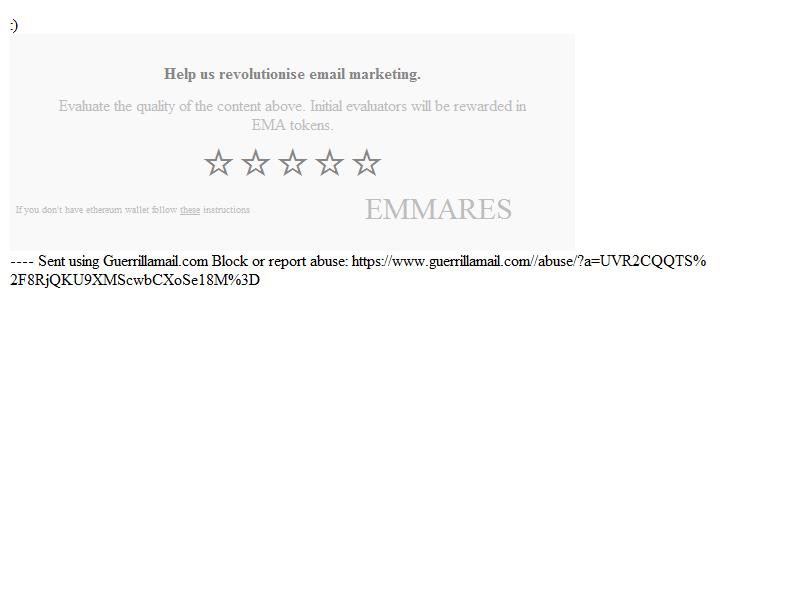 :)
Help us revolutionise email marketing.
Evaluate the quality of the content above. Initial evaluators will be rewarded in
EMA tokens.
If you don't have ethereum wallet follow these instructions
EMMARES
---- Sent using Guerrillamail.com Block or report abuse: https://www.guerrillamail.com//abuse/?a=UVR2CQQTS%
2F8RjQKU9XMScwbCXoSe18M%3D